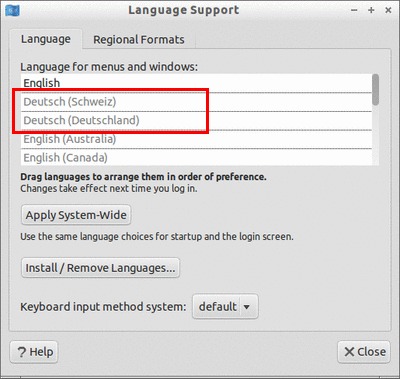 Language Support
Language
Regional Formats
Language for menus and windows:
English
Deutsch (Schweiz)
Deutsch (Deutschland)
English (Australia)
English (Canada)
Drag languages to arrange them in order of preference.
Changes take effect next time you log in.
Apply System-Wide
Use the same language choices for startup and the login screen.
Install / Remove Languages...
Keyboard input method system: default
Help
Close